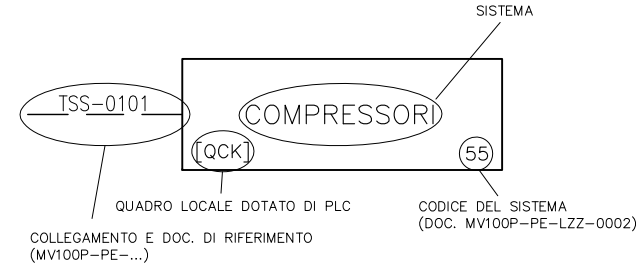 SISTEMA
TSS-0101
COMPRESSORI
[QCK]
55
QUADRO LOCALE DOTATO DI PLC
CODICE DEL SISTEMA
(DOC. MV100P-PE-LZZ-0002)
COLLEGAMENTO E DOC. DI RIFERIMENTO
(MV100P-PE-...)